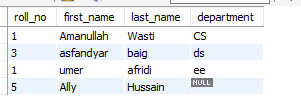 roll_no first_name last_name department
1 Amanullah Wasti CS
3 asfandyar baig ds
1 umer afridi ee
5 Ally Hussain NULL